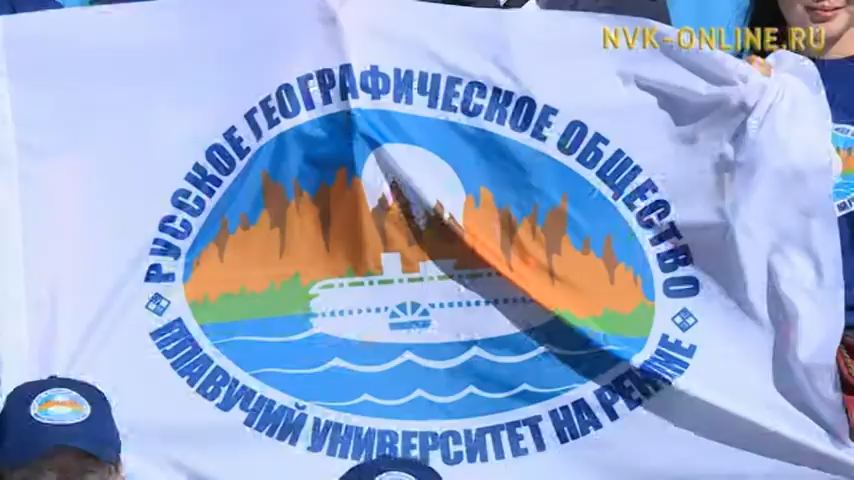 NVK-ONLINE.RU
РУССКОЕ ГЕОГРАФИЧЕСКОЕ ОБЩЕСТВО
ПЛАВУЧИЙ УНИВЕРСИТЕТ НА РЕКЕ